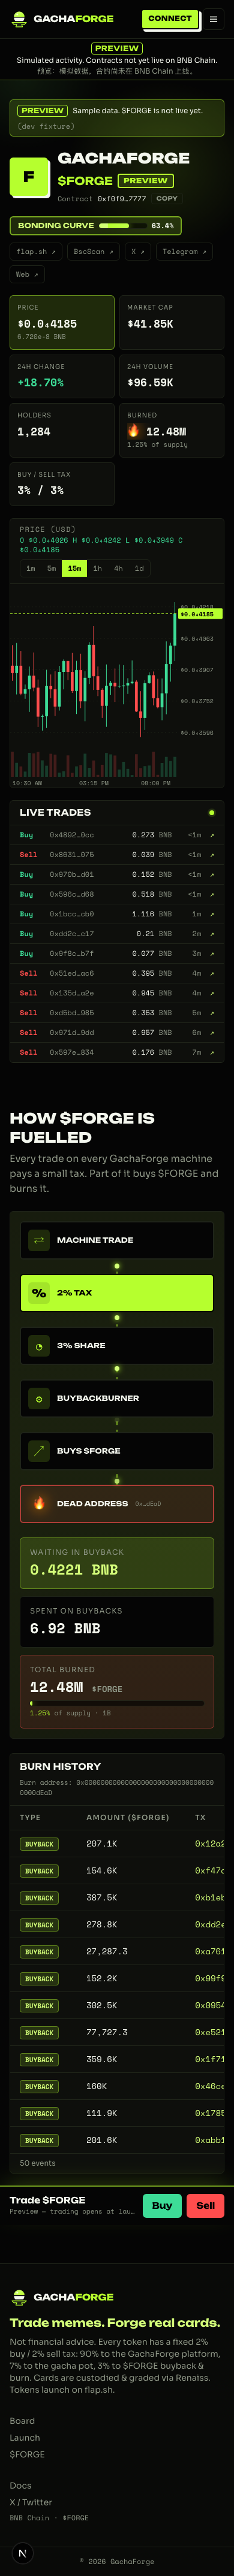 GACHAFORGE
CONNECT
PREVIEW
Simulated activity. Contracts not yet live on BNB Chain.
预览：模拟数据，合约尚未在 BNB Chain 上线。
PREVIEW Sample data. $FORGE is not live yet.
(dev fixture)
F
GACHAFORGE
$FORGE PREVIEW
Contract 0xf0f9…7777 COPY
BONDING CURVE 63.4%
flap.sh ↗ BscScan ↗ X ↗ Telegram ↗
Web ↗
PRICE
$0.0₄4185
6.720e-8 BNB
MARKET CAP
$41.85K
24H CHANGE
+18.70%
24H VOLUME
$96.59K
HOLDERS
1,284
BURNED
12.48M
1.25% of supply
BUY / SELL TAX
3% / 3%
PRICE (USD)
O $0.0₄4026 H $0.0₄4242 L $0.0₄3949 C
$0.0₄4185
1m 5m 15m 1h 4h 1d
$0.0₄4185
$0.0₄4063
$0.0₄3907
$0.0₄3752
$0.0₄3596
10:30 AM 03:15 PM 08:00 PM
LIVE TRADES
Buy 0x4892…0cc 0.273 BNB <1m ↗
Sell 0x8631…075 0.039 BNB <1m ↗
Buy 0x970b…d01 0.152 BNB <1m ↗
Buy 0x596c…d68 0.518 BNB <1m ↗
Buy 0x1bcc…cb0 1.116 BNB 1m ↗
Buy 0xdd2c…c17 0.21 BNB 2m ↗
Buy 0x9f8c…b7f 0.077 BNB 3m ↗
Sell 0x51ed…ac6 0.395 BNB 4m ↗
Sell 0x135d…a2e 0.945 BNB 4m ↗
Sell 0xd5bd…985 0.353 BNB 5m ↗
Sell 0x971d…9dd 0.957 BNB 6m ↗
Sell 0x597e…834 0.176 BNB 7m ↗
HOW $FORGE IS
FUELLED
Every trade on every GachaForge machine
pays a small tax. Part of it buys $FORGE and
burns it.
MACHINE TRADE
% 2% TAX
3% SHARE
BUYBACKBURNER
BUYS $FORGE
DEAD ADDRESS 0x…dEaD
WAITING IN BUYBACK
0.4221 BNB
SPENT ON BUYBACKS
6.92 BNB
TOTAL BURNED
12.48M $FORGE
1.25% of supply · 1B
BURN HISTORY
Burn address: 0x000000000000000000000000000000000
0000dEaD
TYPE AMOUNT ($FORGE) TX
BUYBACK 207.1K 0x12a2
BUYBACK 154.6K 0xf47c
BUYBACK 387.5K 0xb1eb
BUYBACK 278.8K 0xdd2e
BUYBACK 27,287.3 0xa761
BUYBACK 152.2K 0x99f9
BUYBACK 302.5K 0x0954
BUYBACK 77,727.3 0xe521
BUYBACK 359.6K 0x1f71
BUYBACK 160K 0x46ce
BUYBACK 111.9K 0x1785
BUYBACK 201.6K 0xabb1
50 events
Trade $FORGE
Preview — trading opens at lau…
Buy Sell
GACHAFORGE
Trade memes. Forge real cards.
Not financial advice. Every token has a fixed 2%
buy / 2% sell tax: 90% to the GachaForge platform,
7% to the gacha pot, 3% to $FORGE buyback &
burn. Cards are custodied & graded via Renaiss.
Tokens launch on flap.sh.
Board
Launch
$FORGE
Docs
X / Twitter
BNB Chain · $FORGE
N
© 2026 GachaForge